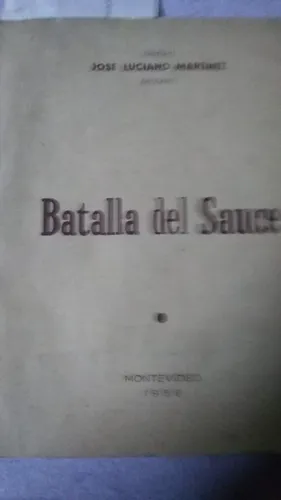 JOSE LUCIANO MARTINEZ
Batalla del Sauce
MONTEVIDEO